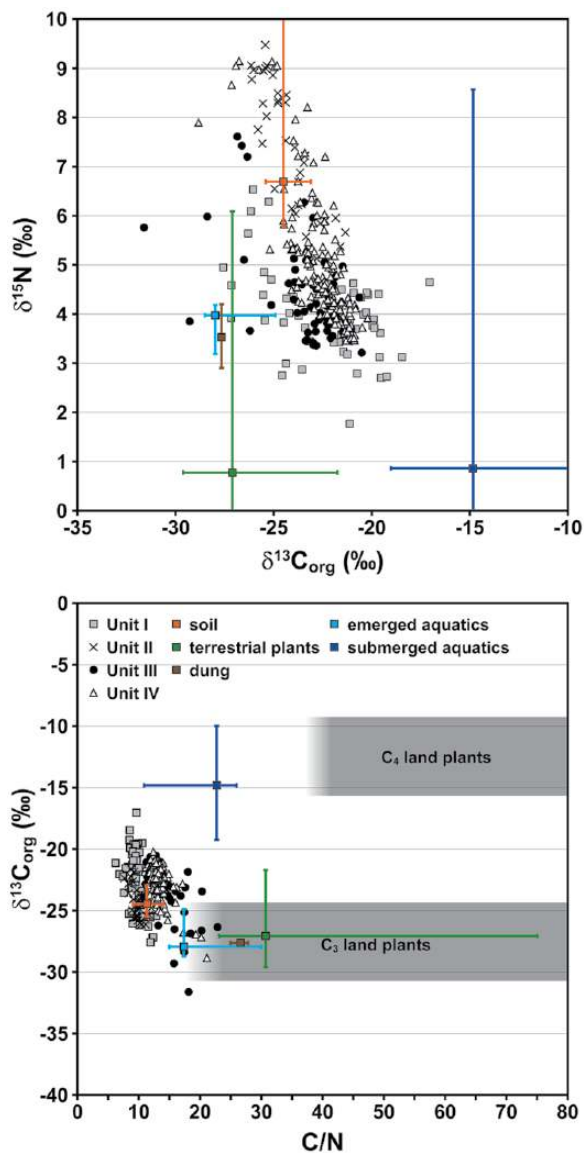 10
9
8
7
6
5
4
3
2
1
0
δ15N (‰)
-35 -30 -25 -20 -15 -10
δ13Corg (‰)
0
-5
-10
-15
-20
-25
-30
-35
-40
δ13Corg (‰)
Unit I soil emerged aquatics
Unit II terrestrial plants submerged aquatics
Unit III dung
Unit IV
C4 land plants
C3 land plants
0 10 20 30 40 50 60 70 80
C/N